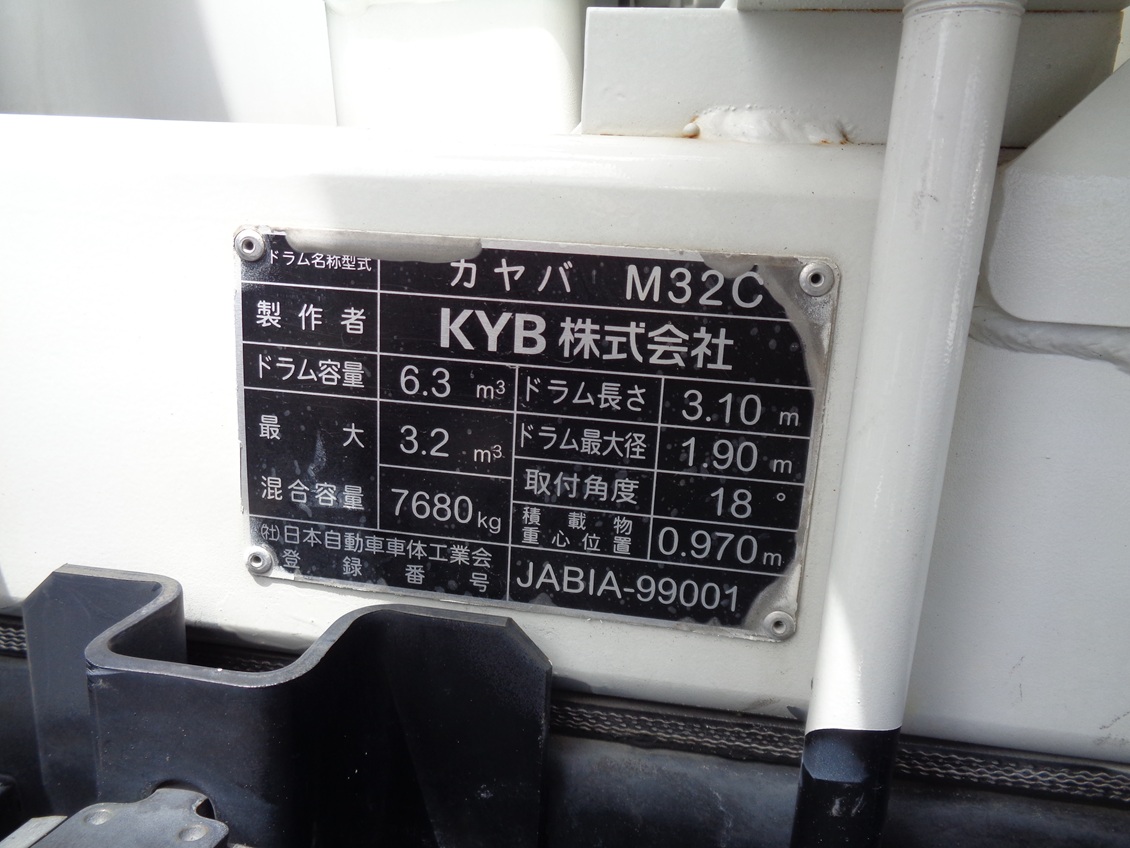 ドラム名称型式 カヤバ M32C
製作者 KYB株式会社
ドラム容量 6.3 m³ ドラム長さ 3.10 m
最大 3.2 m³ ドラム最大径 1.90 m
混合容量 7680kg 取付角度 18°
積載物
重心位置 0.970m
㈳日本自動車車体工業会
登録番号 JABIA-99001